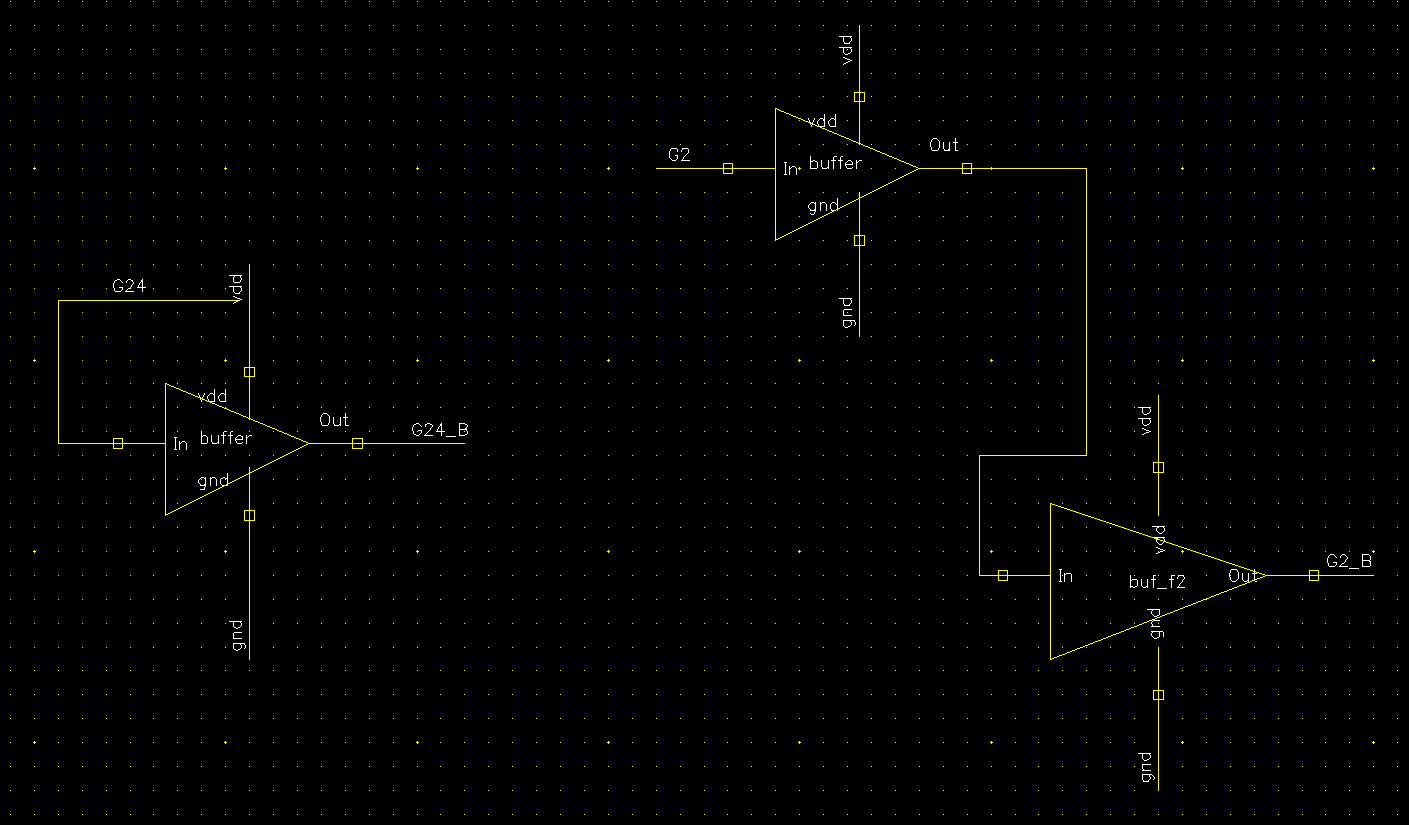 G24
vdd
vdd
In
buffer
gnd
Out
G24_B
gnd
vdd
G2
vdd
In
buffer
gnd
Out
gnd
vdd
vdd
In
buf_f2
Out
gnd
G2_B
gnd